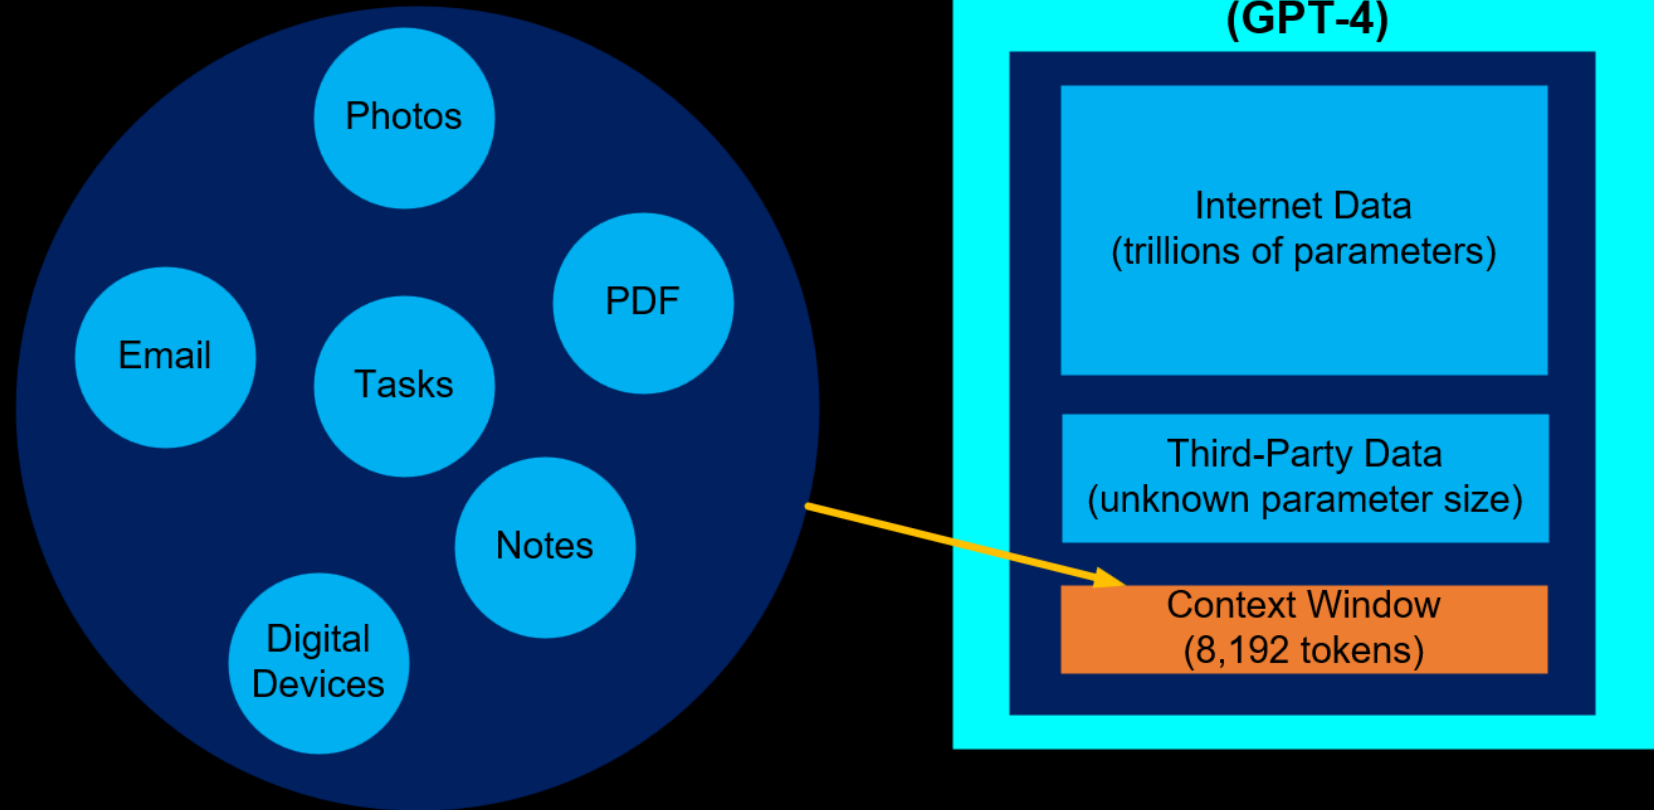 Photos
PDF
Email
Tasks
Notes
Digital
Devices
(GPT-4)
Internet Data
(trillions of parameters)
Third-Party Data
(unknown parameter size)
Context Window
(8,192 tokens)